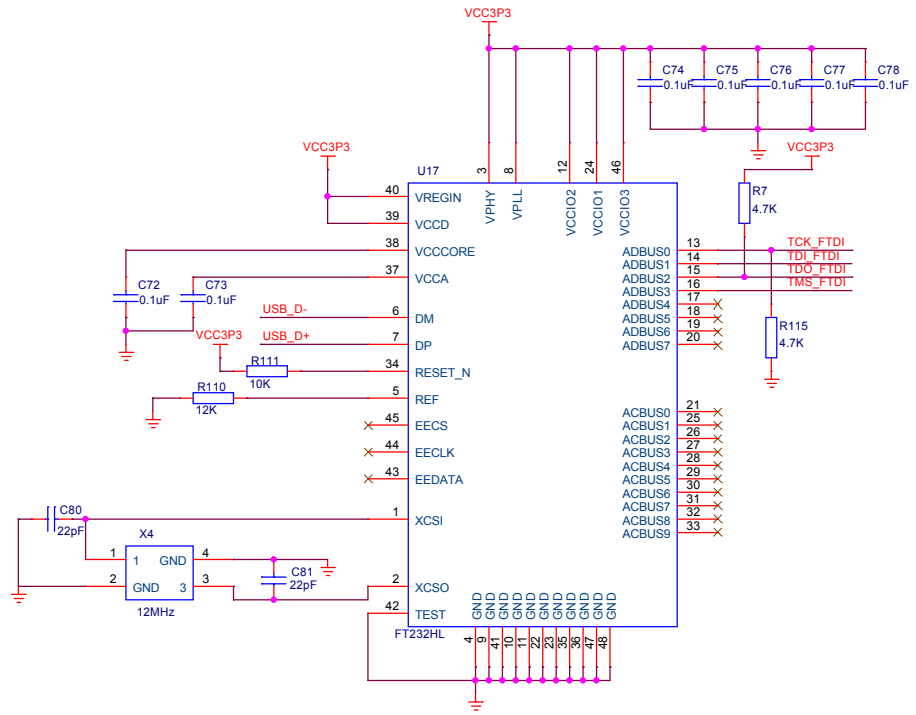 VCC3P3
C74
0.1uF
C75
0.1uF
C76
0.1uF
C77
0.1uF
C78
0.1uF
VCC3P3
VCC3P3
U17
3
8
12
24
46
VPHY
VPLL
VCCIO2
VCCIO1
VCCIO3
R7
4.7K
40
VREGIN
39
VCCD
38
VCCCORE
37
VCCA
C72
0.1uF
C73
0.1uF
USB_D-
6
DM
USB_D+
7
DP
VCC3P3
R111
10K
34
RESET_N
R110
12K
5
REF
45
EECS
44
EECLK
43
EEDATA
ADBUS0
13
TCK_FTDI
ADBUS1
14
TDI_FTDI
ADBUS2
15
TDO_FTDI
ADBUS3
16
TMS_FTDI
ADBUS4
17
ADBUS5
18
ADBUS6
19
ADBUS7
20
R115
4.7K
ACBUS0
21
ACBUS1
25
ACBUS2
26
ACBUS3
27
ACBUS4
28
ACBUS5
29
ACBUS6
30
ACBUS7
31
ACBUS8
32
ACBUS9
33
C80
22pF
1
XCSI
X4
1
1
GND
4
2
GND
3
3
12MHz
C81
22pF
2
XCSO
42
TEST
FT232HL
GND
GND
GND
GND
GND
GND
GND
GND
GND
GND
GND
4
9
41
10
11
22
23
35
36
47
48